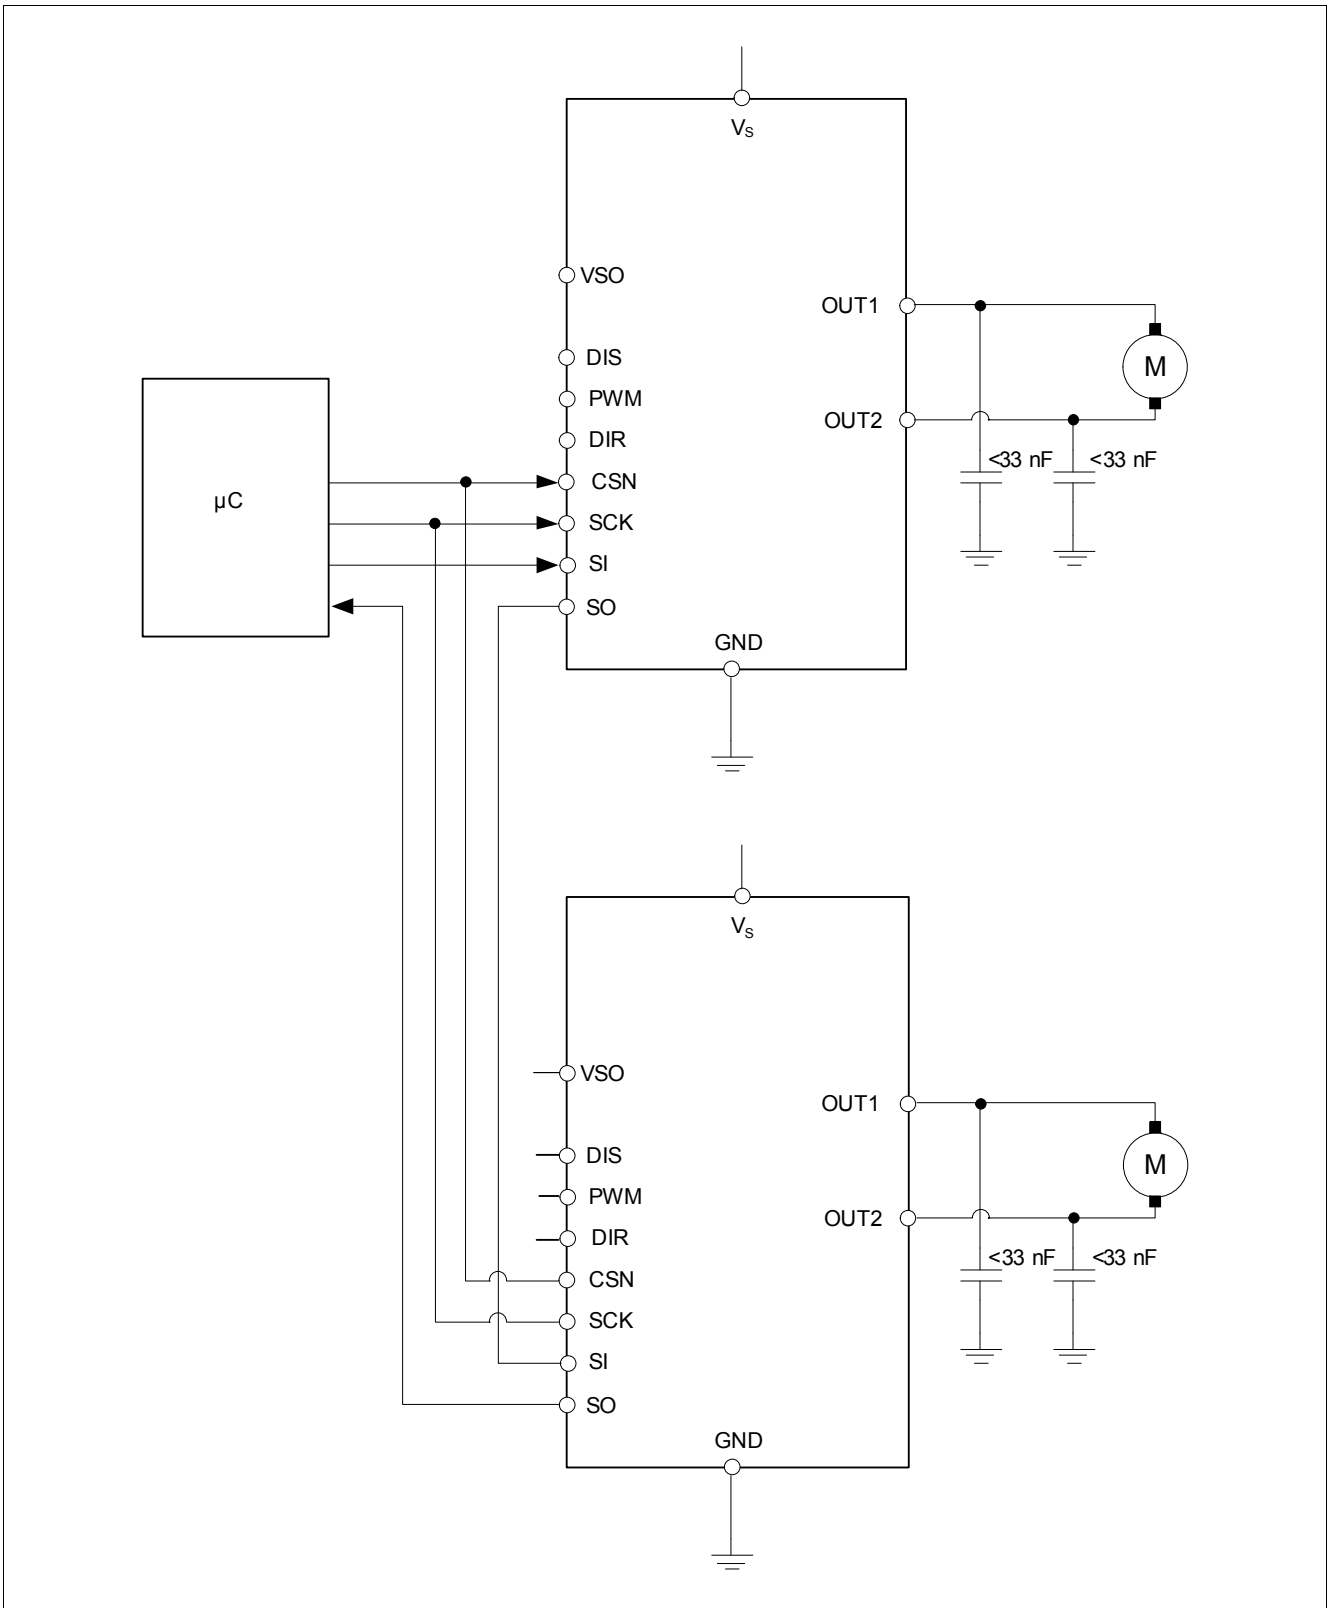 VS
VSO
OUT1
DIS
M
PWM
OUT2
DIR
<33 nF
<33 nF
CSN
µC
SCK
SI
SO
GND
VS
VSO
OUT1
DIS
M
PWM
OUT2
DIR
<33 nF
<33 nF
CSN
SCK
SI
SO
GND